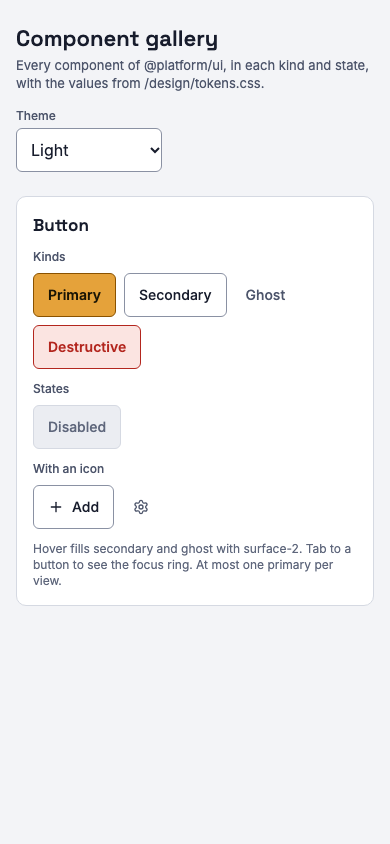 Component gallery
Every component of @platform/ui, in each kind and state,
with the values from /design/tokens.css.
Theme
Light
Button
Kinds
Primary
Secondary
Ghost
Destructive
States
Disabled
With an icon
Add
Hover fills secondary and ghost with surface-2. Tab to a
button to see the focus ring. At most one primary per
view.